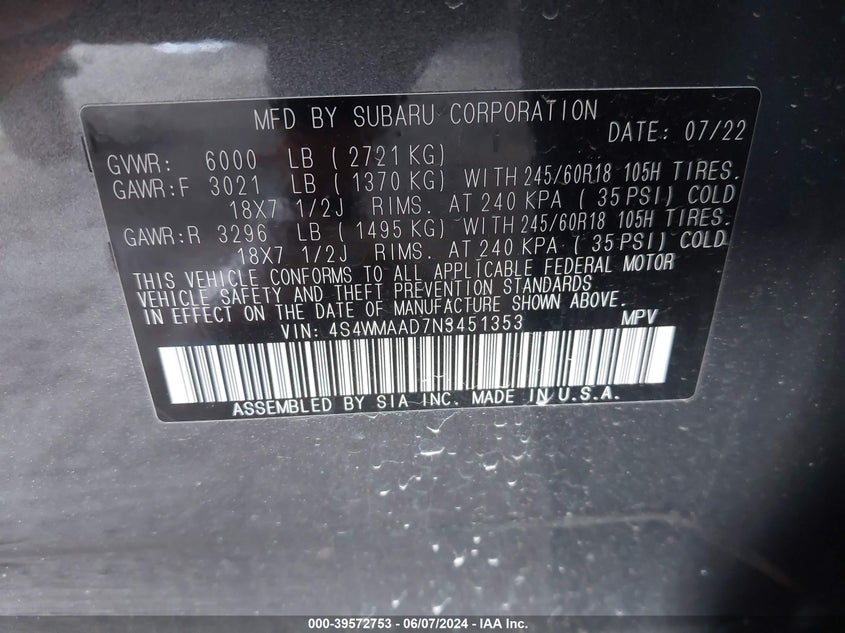 MFD BY SUBARU CORPORATION
DATE: 07/22
GVWR: 6000 LB ( 2721 KG)
GAWR:F 3021 LB ( 1370 KG) WITH 245/60R18 105H TIRES.
18X7 1/2J RIMS. AT 240 KPA ( 35 PSI) COLD
GAWR:R 3296 LB ( 1495 KG) WITH 245/60R18 105H TIRES.
18X7 1/2J RIMS. AT 240 KPA ( 35 PSI) COLD
THIS VEHICLE CONFORMS TO ALL APPLICABLE FEDERAL MOTOR
VEHICLE SAFETY AND THEFT PREVENTION STANDARDS
IN EFFECT ON THE DATE OF MANUFACTURE SHOWN ABOVE.
VIN: 4S4WMAAD7N3451353 MPV
ASSEMBLED BY SIA INC. MADE IN U.S.A.
000-39572753 - 06/07/2024 - IAA Inc.